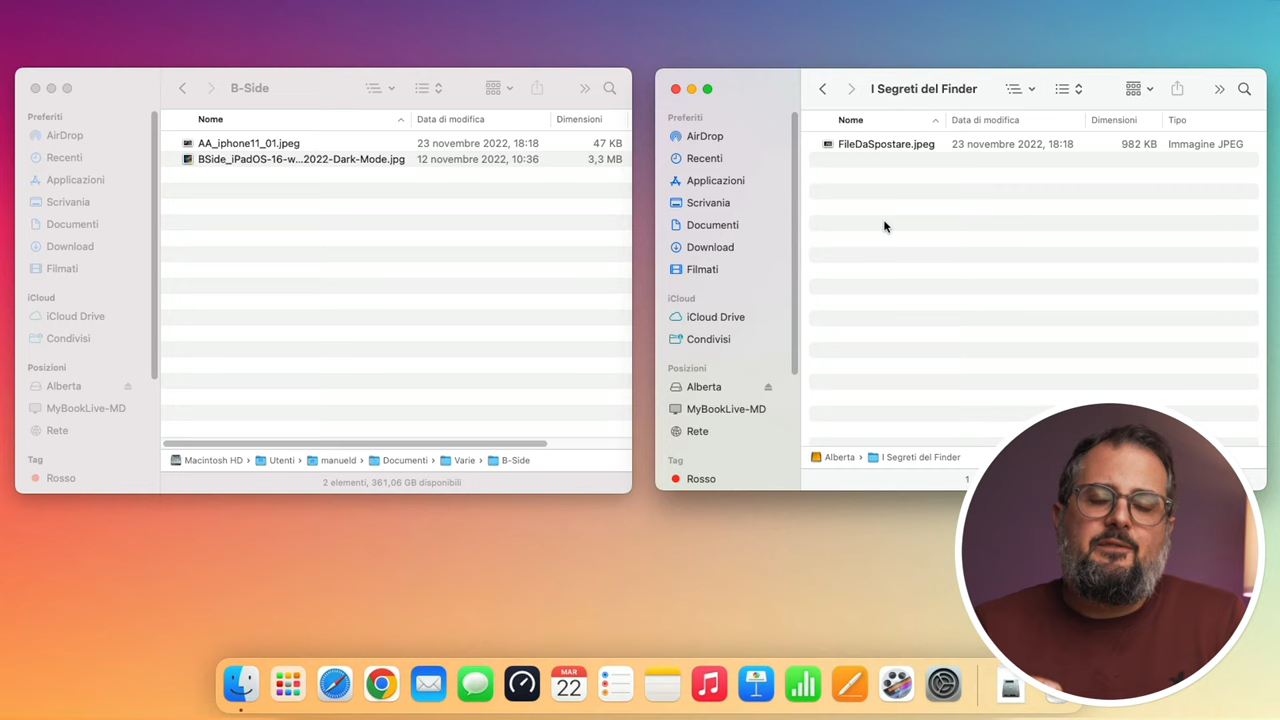 B-Side
Preferiti
AirDrop
Recenti
Applicazioni
Scrivania
Documenti
Download
Filmati
iCloud
iCloud Drive
Condivisi
Posizioni
Alberta
MyBookLive-MD
Rete
Tag
Rosso
Nome Data di modifica Dimensioni
AA_iphone11_01.jpeg 23 novembre 2022, 18:18 47 KB
BSide_iPadOS-16-w...2022-Dark-Mode.jpg 12 novembre 2022, 10:36 3,3 MB
Macintosh HD › Utenti › manueld › Documenti › Varie › B-Side
2 elementi, 361,06 GB disponibili
I Segreti del Finder
Preferiti
AirDrop
Recenti
Applicazioni
Scrivania
Documenti
Download
Filmati
iCloud
iCloud Drive
Condivisi
Posizioni
Alberta
MyBookLive-MD
Rete
Tag
Rosso
Nome Data di modifica Dimensioni Tipo
FileDaSpostare.jpeg 23 novembre 2022, 18:18 982 KB Immagine JPEG
Alberta › I Segreti del Finder
1
MAR
22